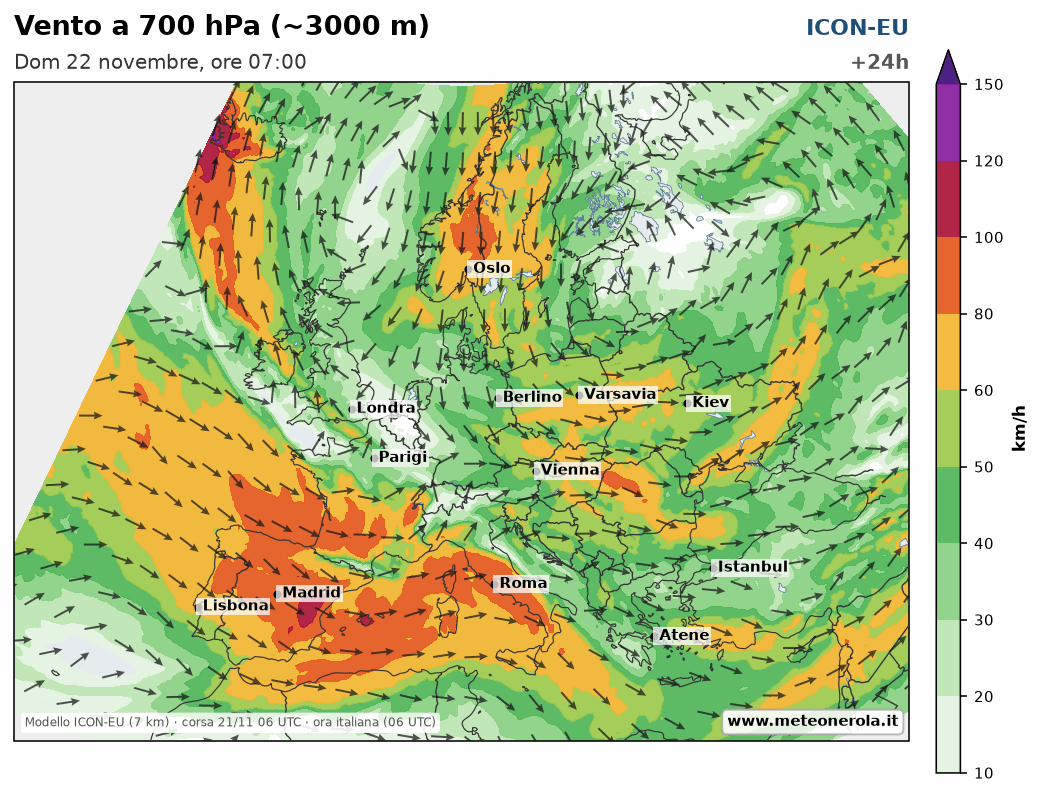 Vento a 700 hPa (~3000 m)
ICON-EU
Dom 22 novembre, ore 07:00
+24h
150
120
100
80
60
50
40
30
20
10
km/h
Oslo
Berlino
Varsavia
Kiev
Londra
Parigi
Vienna
Istanbul
Roma
Madrid
Lisbona
Atene
Modello ICON-EU (7 km) · corsa 21/11 06 UTC · ora italiana (06 UTC)
www.meteonerola.it